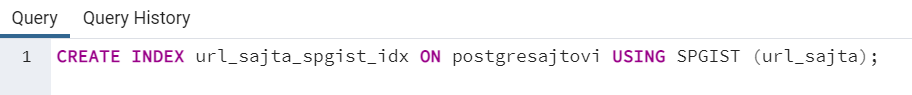 Query Query History
1 CREATE INDEX url_sajta_spgist_idx ON postgresajtovi USING SPGIST (url_sajta);